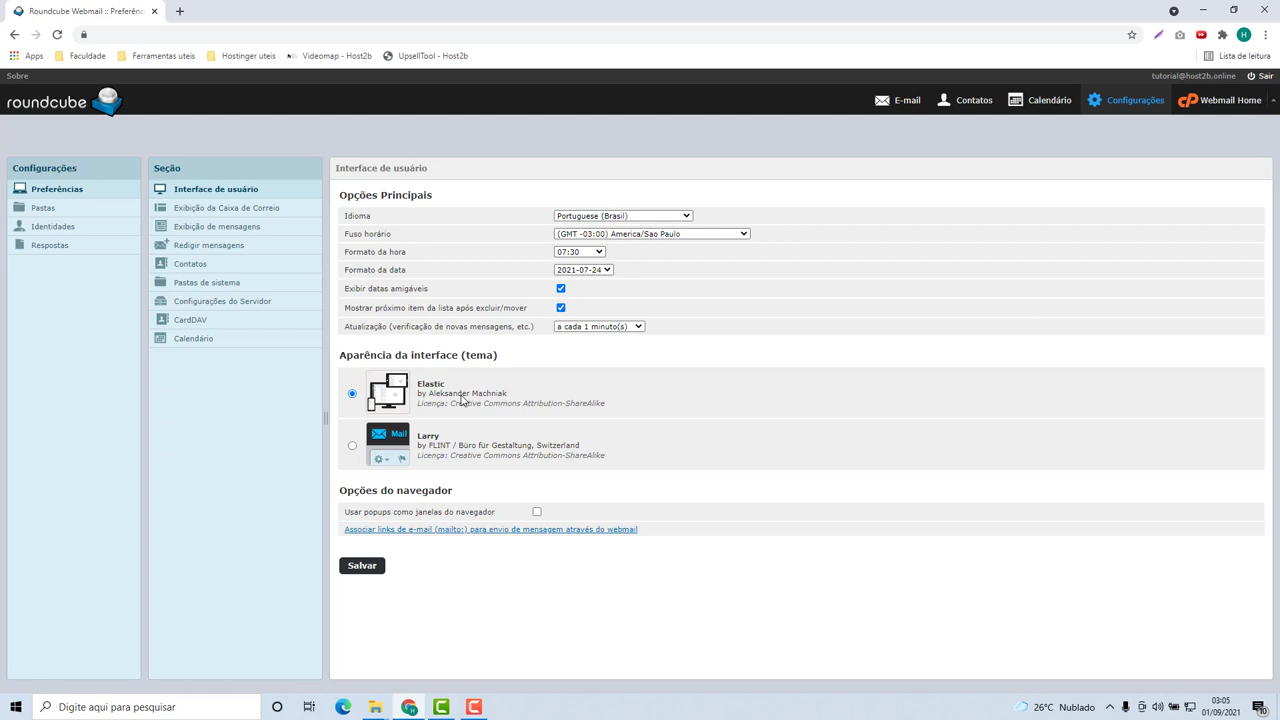 Roundcube Webmail :: Preferênc
Apps
Faculdade
Ferramentas uteis
Hostinger uteis
Videomap - Host2b
UpsellTool - Host2b
Lista de leitura
Sobre
tutorial@host2b.online
Sair
roundcube
E-mail
Contatos
Calendário
Configurações
cP Webmail Home
Configurações
Preferências
Pastas
Identidades
Respostas
Seção
Interface de usuário
Exibição da Caixa de Correio
Exibição de mensagens
Redigir mensagens
Contatos
Pastas de sistema
Configurações do Servidor
CardDAV
Calendário
Interface de usuário
Opções Principais
Idioma Portuguese (Brasil)
Fuso horário (GMT -03:00) America/Sao Paulo
Formato da hora 07:30
Formato da data 2021-07-24
Exibir datas amigáveis
Mostrar próximo item da lista após excluir/mover
Atualização (verificação de novas mensagens, etc.) a cada 1 minuto(s)
Aparência da interface (tema)
Elastic
by Aleksander Machniak
Licença: Creative Commons Attribution-ShareAlike
Mail
Larry
by FLINT / Büro für Gestaltung, Switzerland
Licença: Creative Commons Attribution-ShareAlike
Opções do navegador
Usar popups como janelas do navegador
Associar links de e-mail (mailto:) para envio de mensagem através do webmail
Salvar
Digite aqui para pesquisar
26°C Nublado
03:05
01/09/2021